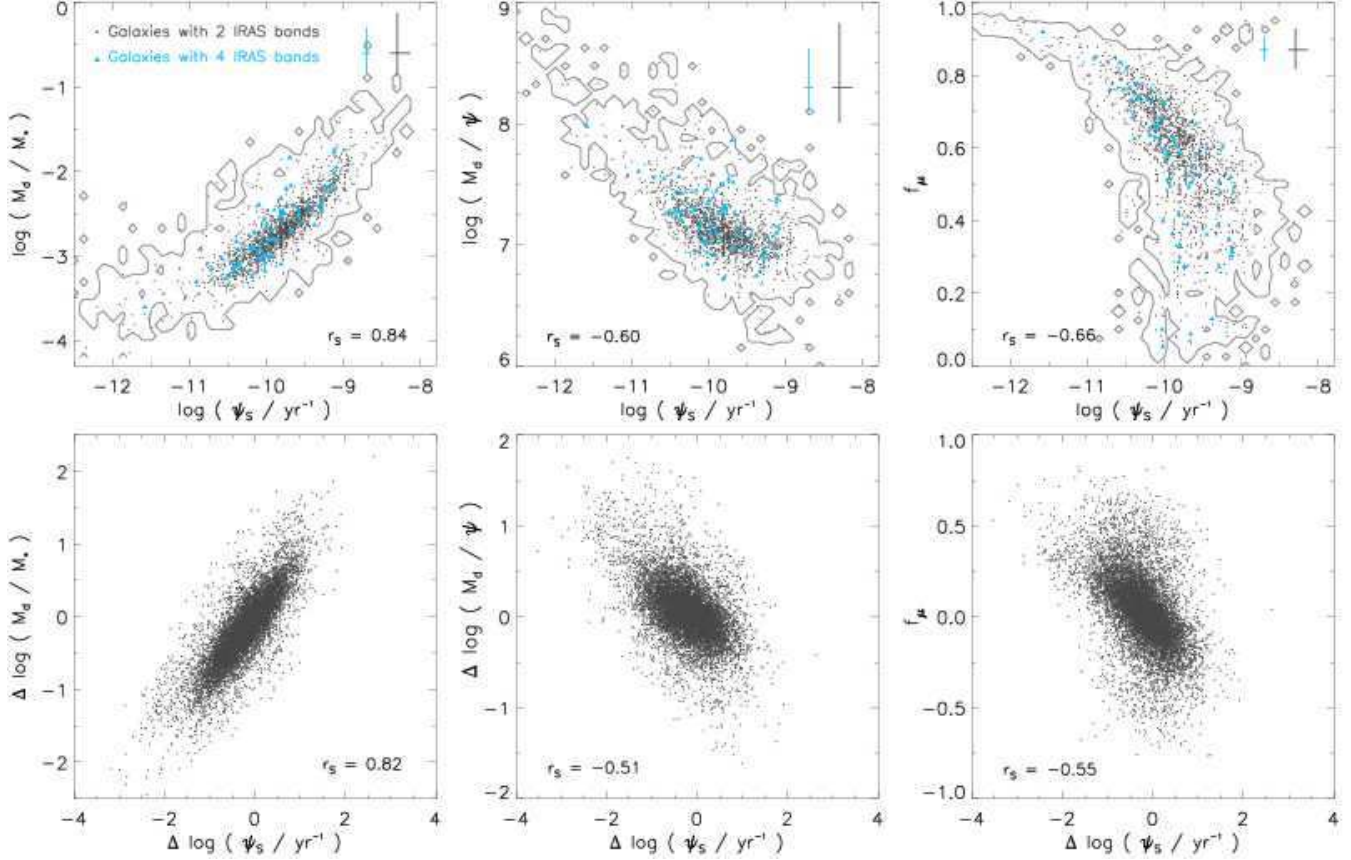 • Galaxies with 2 IRAS bands
▲ Galaxies with 4 IRAS bands
0
-1
-2
-3
-4
log ( M_d / M_* )
r_s = 0.84
-12 -11 -10 -9 -8
log ( ψ_s / yr⁻¹ )
9
8
7
6
log ( M_d / ψ )
r_s = -0.60
-12 -11 -10 -9 -8
log ( ψ_s / yr⁻¹ )
1.0
0.8
0.6
0.4
0.2
0.0
f_μ
r_s = -0.66
-12 -11 -10 -9 -8
log ( ψ_s / yr⁻¹ )
2
1
0
-1
-2
Δ log ( M_d / M_* )
r_s = 0.82
-4 -2 0 2 4
Δ log ( ψ_s / yr⁻¹ )
2
1
0
-1
-2
Δ log ( M_d / ψ )
r_s = -0.51
-4 -2 0 2 4
Δ log ( ψ_s / yr⁻¹ )
1.0
0.5
0.0
-0.5
-1.0
f_μ
r_s = -0.55
-4 -2 0 2 4
Δ log ( ψ_s / yr⁻¹ )